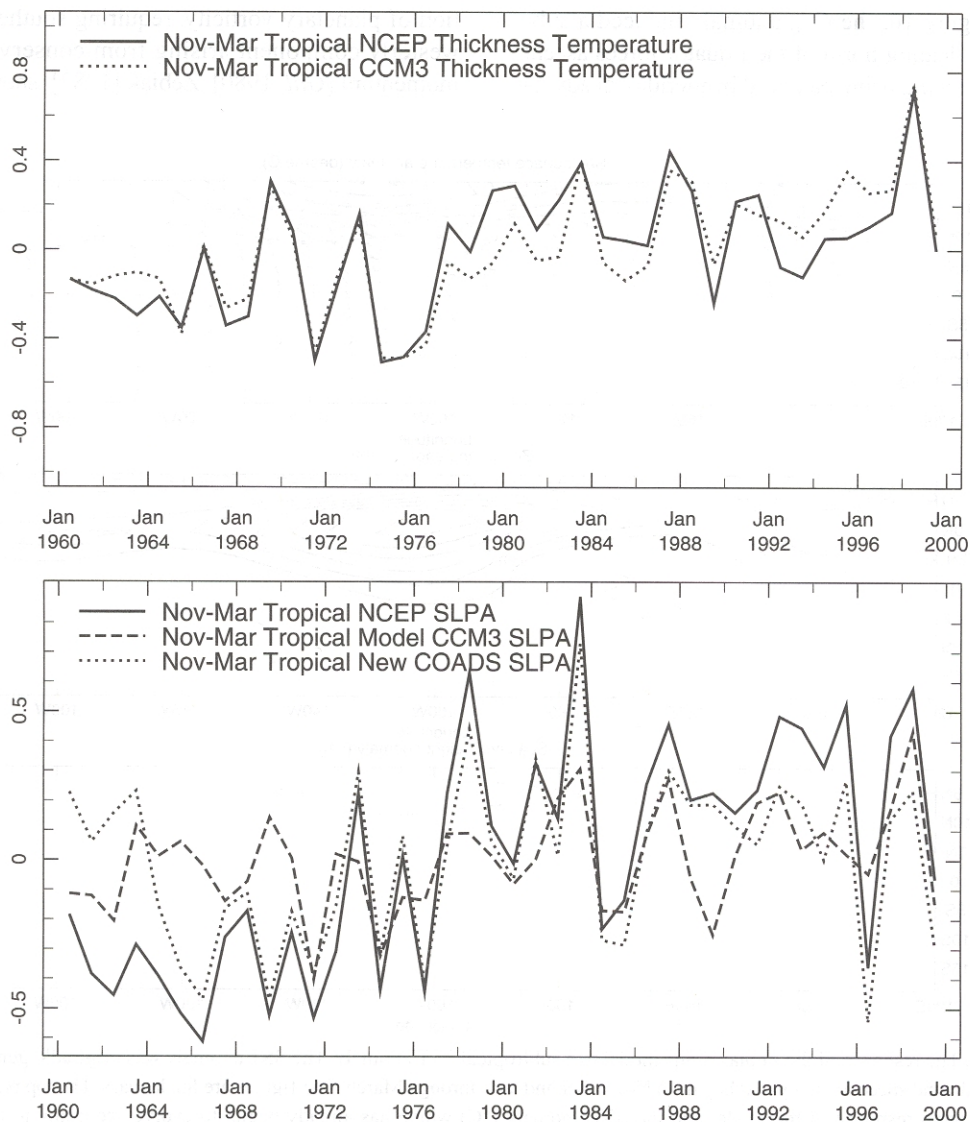 Nov-Mar Tropical NCEP Thickness Temperature
Nov-Mar Tropical CCM3 Thickness Temperature
0.8
0.4
0
-0.4
-0.8
Jan Jan Jan Jan Jan Jan Jan Jan Jan Jan Jan
1960 1964 1968 1972 1976 1980 1984 1988 1992 1996 2000
Nov-Mar Tropical NCEP SLPA
Nov-Mar Tropical Model CCM3 SLPA
Nov-Mar Tropical New COADS SLPA
0.5
0
-0.5
Jan Jan Jan Jan Jan Jan Jan Jan Jan Jan Jan
1960 1964 1968 1972 1976 1980 1984 1988 1992 1996 2000